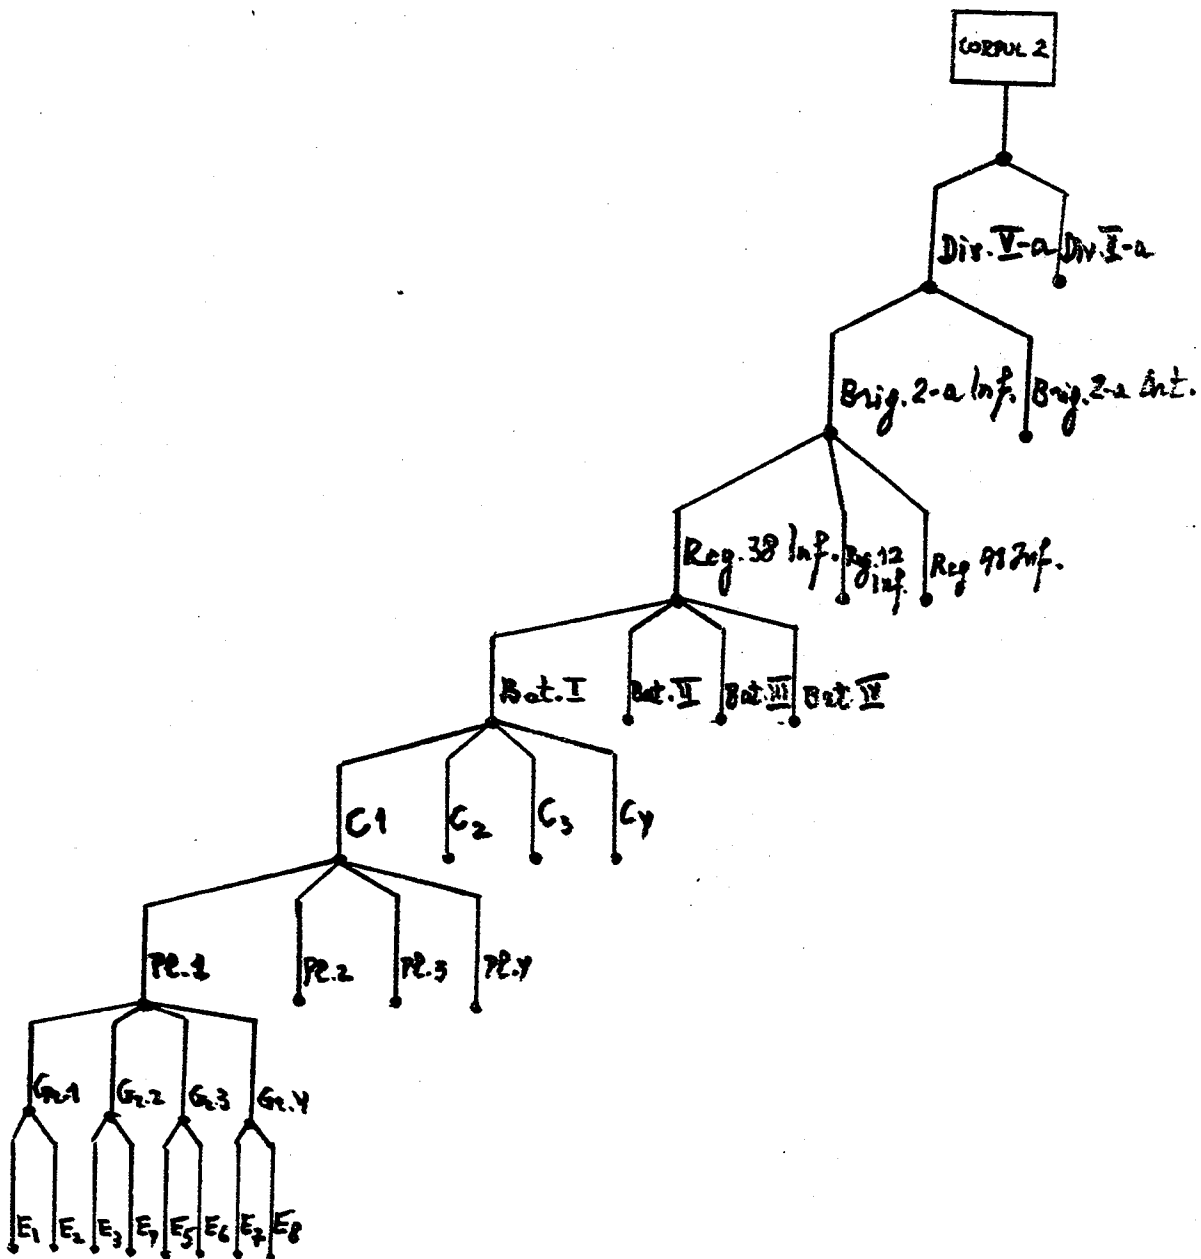 CORPUL 2
Div. V-a Div. X-a
Brig. 2-a Inf. Brig. 2-a Art.
Reg. 38 Inf. Reg. 12 Inf. Reg 98 Inf.
Bat. I Bat. II Bat. III Bat. IV
C1 C2 C3 C4
Pl. 1 Pl. 2 Pl. 3 Pl. 4
Gr. 1 Gr. 2 Gr. 3 Gr. 4
E1 E2 E3 E4 E5 E6 E7 E8